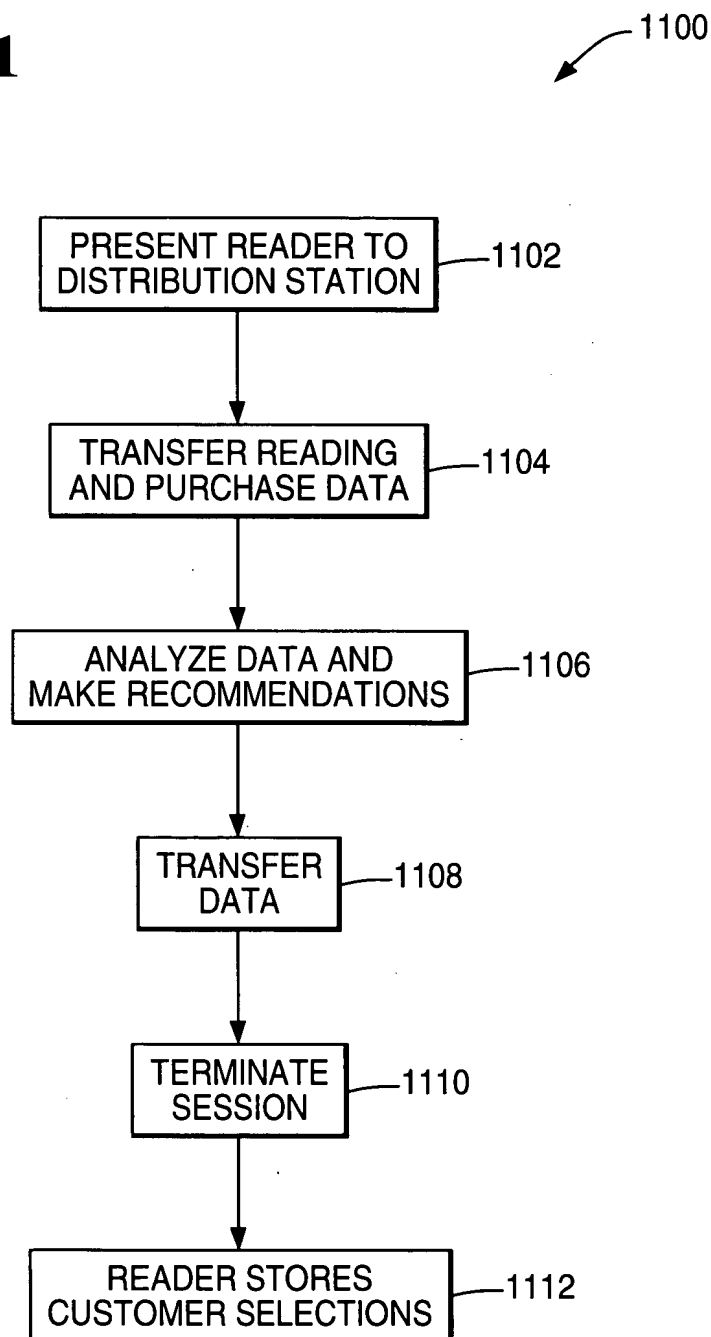 1
1100
PRESENT READER TO
DISTRIBUTION STATION
1102
TRANSFER READING
AND PURCHASE DATA
1104
ANALYZE DATA AND
MAKE RECOMMENDATIONS
1106
TRANSFER
DATA
1108
TERMINATE
SESSION
1110
READER STORES
CUSTOMER SELECTIONS
1112